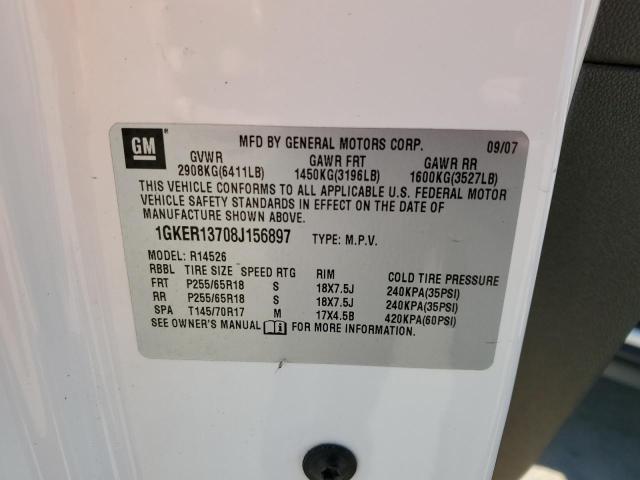 GM ® MFD BY GENERAL MOTORS CORP. 09/07
GVWR GAWR FRT GAWR RR
2908KG(6411LB) 1450KG(3196LB) 1600KG(3527LB)
THIS VEHICLE CONFORMS TO ALL APPLICABLE U.S. FEDERAL MOTOR
VEHICLE SAFETY STANDARDS IN EFFECT ON THE DATE OF
MANUFACTURE SHOWN ABOVE.
1GKER13708J156897 TYPE: M.P.V.
MODEL: R14526
RBBL TIRE SIZE SPEED RTG RIM COLD TIRE PRESSURE
FRT P255/65R18 S 18X7.5J 240KPA(35PSI)
RR P255/65R18 S 18X7.5J 240KPA(35PSI)
SPA T145/70R17 M 17X4.5B 420KPA(60PSI)
SEE OWNER'S MANUAL FOR MORE INFORMATION.